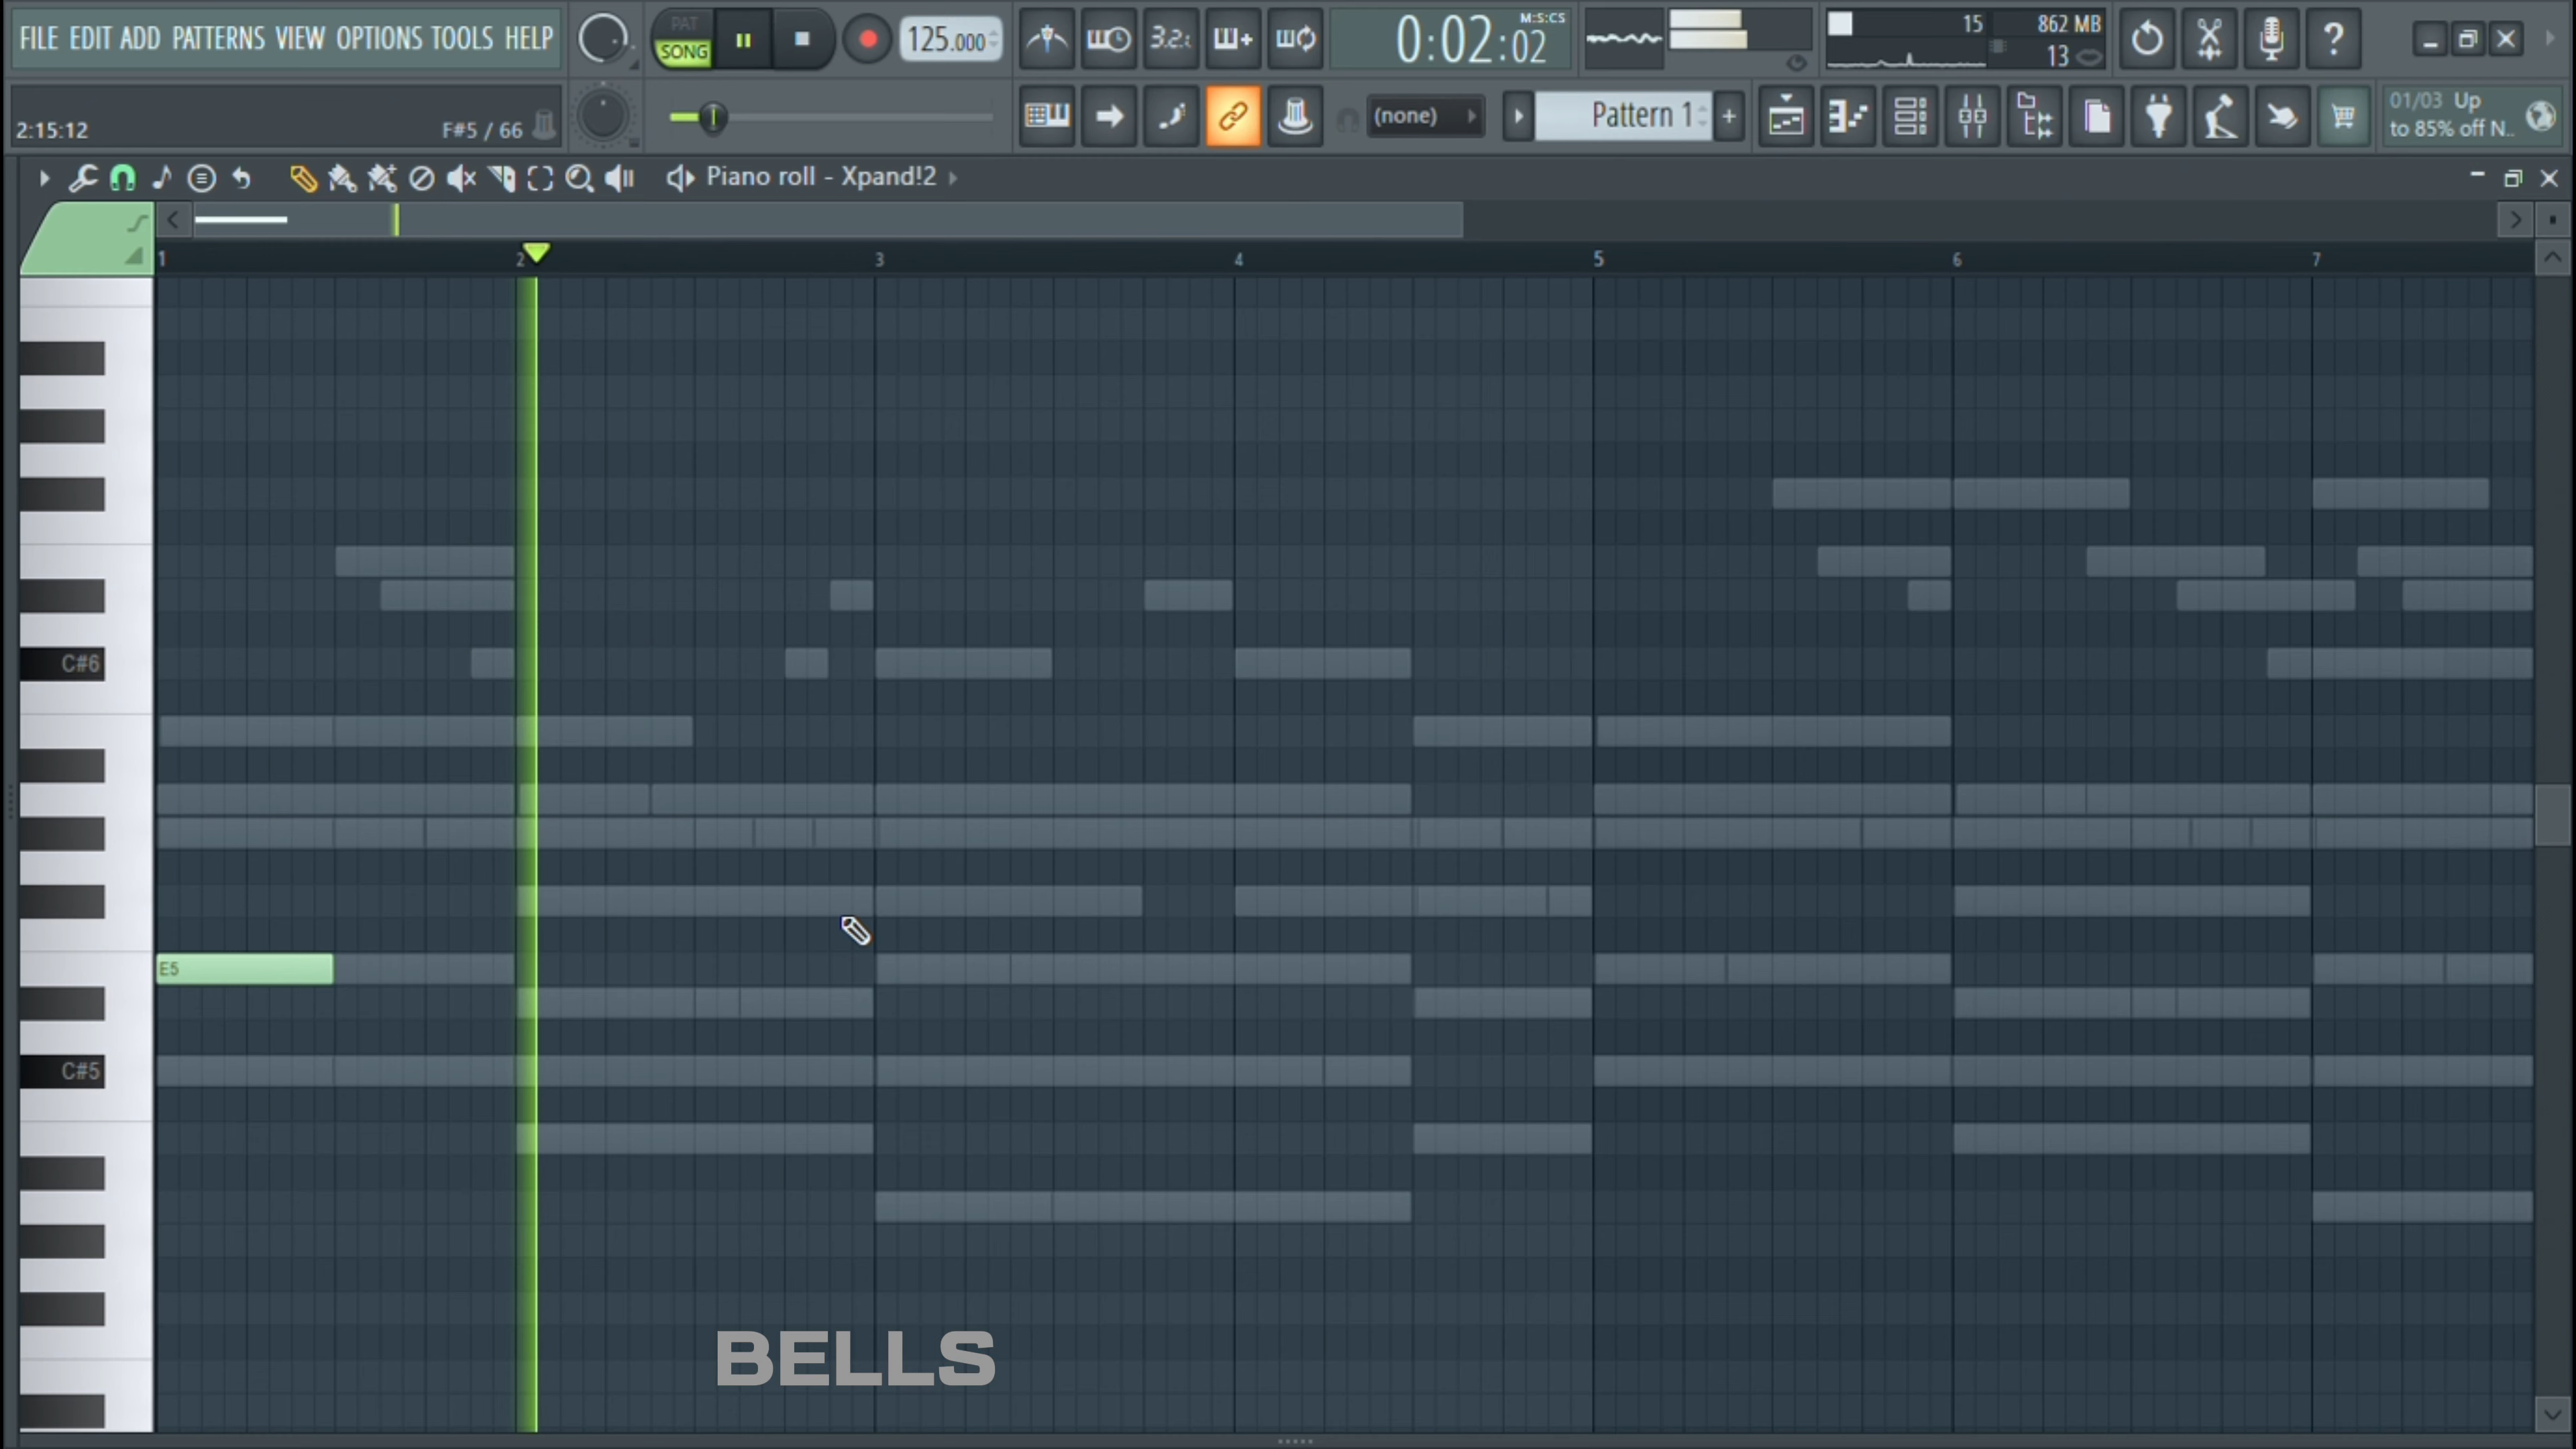 FILE EDIT ADD PATTERNS VIEW OPTIONS TOOLS HELP
PAT
SONG
125.000
3.2.
0:02:02
M:S:CS
15
862 MB
13
?
2:15:12
F#5 / 66
(none)
Pattern 1
+
01/03 Up
to 85% off N..
Piano roll - Xpand!2
1 2 3 4 5 6 7
C#6
E5
C#5
BELLS